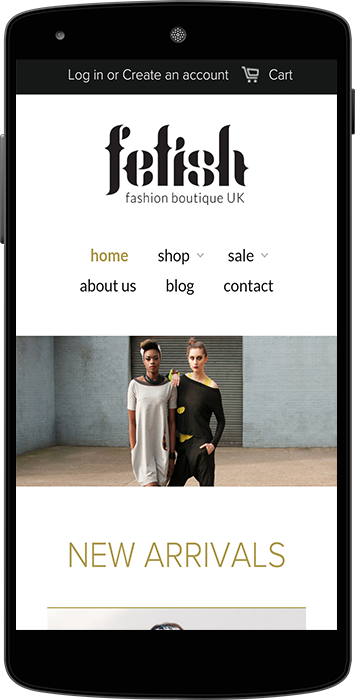 Log in or Create an account Cart
fetish
fashion boutique UK
home shop sale
about us blog contact
NEW ARRIVALS